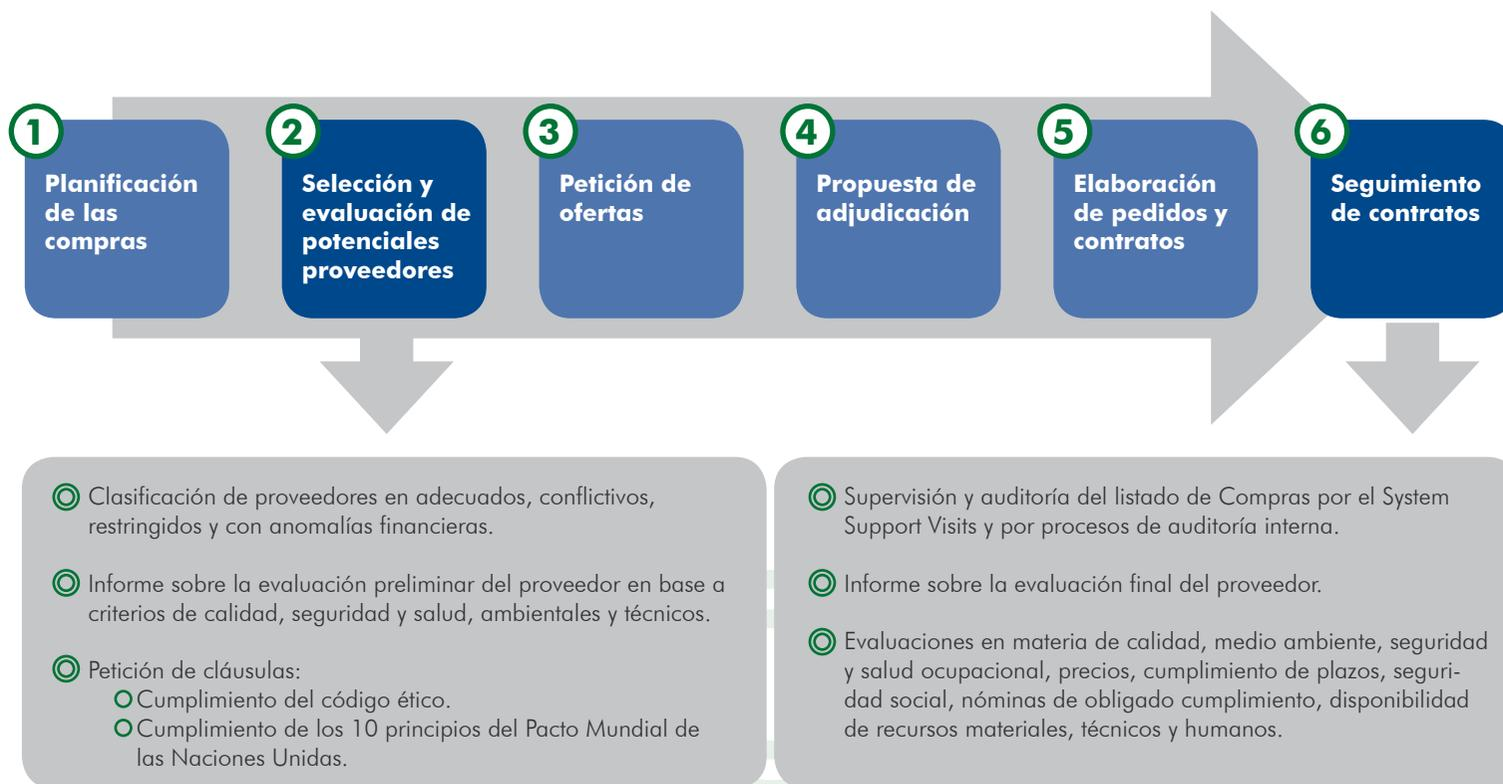 1
Planificación
de las
compras
2
Selección y
evaluación de
potenciales
proveedores
3
Petición de
ofertas
4
Propuesta de
adjudicación
5
Elaboración
de pedidos y
contratos
6
Seguimiento
de contratos
Clasificación de proveedores en adecuados, conflictivos,
restringidos y con anomalías financieras.
Informe sobre la evaluación preliminar del proveedor en base a
criterios de calidad, seguridad y salud, ambientales y técnicos.
Petición de cláusulas:
Cumplimiento del código ético.
Cumplimiento de los 10 principios del Pacto Mundial de
las Naciones Unidas.
Supervisión y auditoría del listado de Compras por el System
Support Visits y por procesos de auditoría interna.
Informe sobre la evaluación final del proveedor.
Evaluaciones en materia de calidad, medio ambiente, seguridad
y salud ocupacional, precios, cumplimiento de plazos, seguri-
dad social, nóminas de obligado cumplimiento, disponibilidad
de recursos materiales, técnicos y humanos.